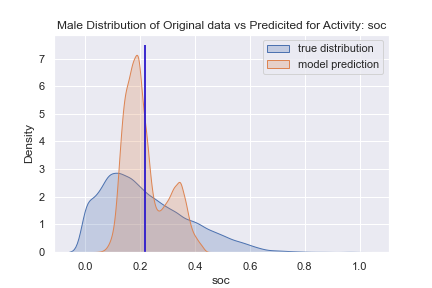 Male Distribution of Original data vs Predicited for Activity: soc
true distribution
model prediction
7
6
5
4
3
2
1
0
Density
0.0 0.2 0.4 0.6 0.8 1.0
soc